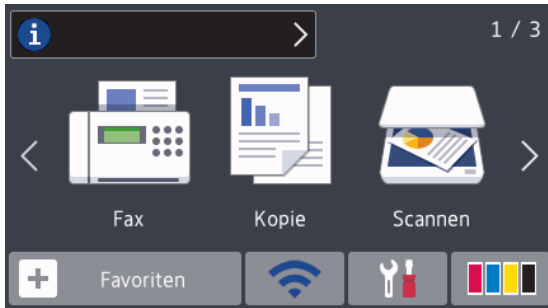 i
1 / 3
Fax
Kopie
Scannen
Favoriten